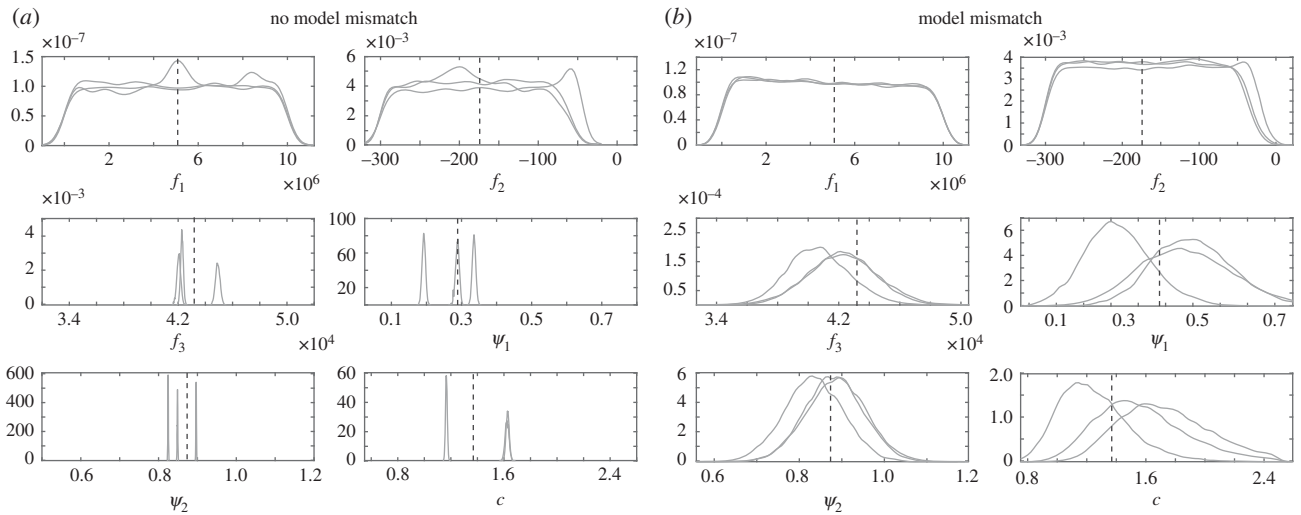 (a) no model mismatch (b) model mismatch
×10–7 ×10–3 ×10–7 ×10–3
1.5 1.0 0.5 0
2 6 10
f1 ×106
6 4 2 0
–300 –200 –100 0
f2
1.4 1.2 0.7 0
2 6 10
f1 ×106
4 3 2 1 0
–300 –200 –100 0
f2
×10–3
4 2 0
3.4 4.2 5.0
f3 ×104
100 80 60 40 20
0.1 0.3 0.5 0.7
ψ1
×10–4
2.5 1.5 0.5
3.4 4.2 5.0
f3 ×104
6 4 2 0
0.1 0.3 0.5 0.7
ψ1
600 400 200 0
0.6 0.8 1.0 1.2
ψ2
60 40 20 0
0.8 1.6 2.4
c
6 4 2 0
0.6 0.8 1.0 1.2
ψ2
2.0 1.0 0
0.8 1.6 2.4
c